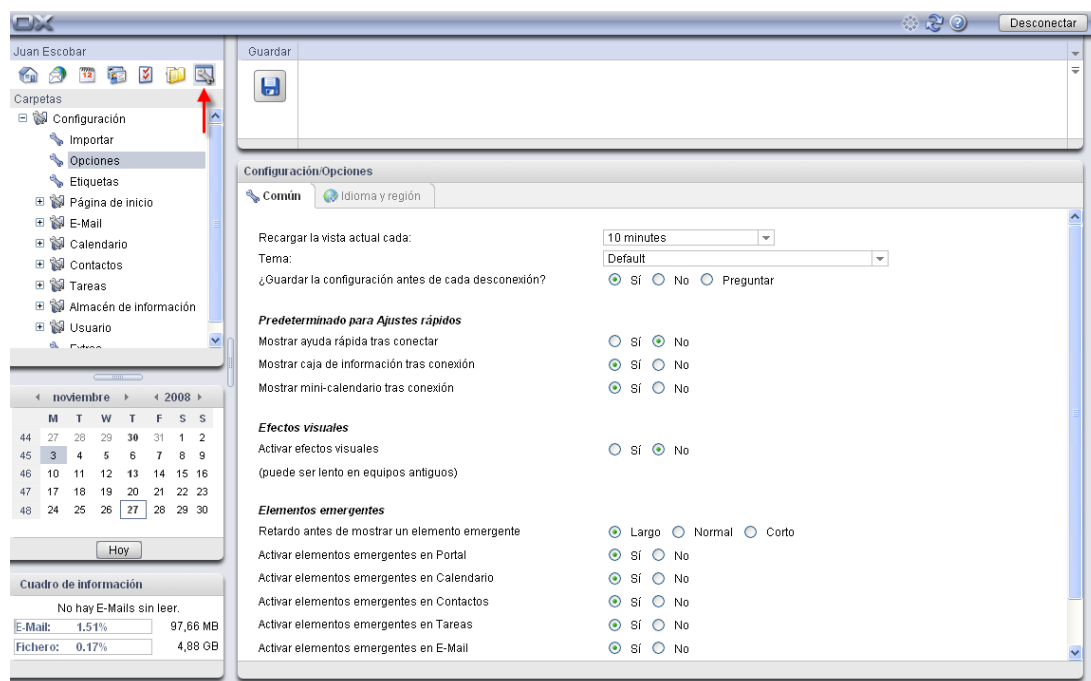 OX
Desconectar
Juan Escobar
12
Carpetas
Configuración
Importar
Opciones
Etiquetas
Página de inicio
E-Mail
Calendario
Contactos
Tareas
Almacén de información
Usuario
Extras
noviembre 2008
M T W T F S S
44 27 28 29 30 31 1 2
45 3 4 5 6 7 8 9
46 10 11 12 13 14 15 16
47 17 18 19 20 21 22 23
48 24 25 26 27 28 29 30
Hoy
Cuadro de información
No hay E-Mails sin leer.
E-Mail: 1.51% 97,66 MB
Fichero: 0.17% 4,88 GB
Guardar
Configuración/Opciones
Común Idioma y región
Recargar la vista actual cada: 10 minutes
Tema: Default
¿Guardar la configuración antes de cada desconexión? Sí No Preguntar
Predeterminado para Ajustes rápidos
Mostrar ayuda rápida tras conectar Sí No
Mostrar caja de información tras conexión Sí No
Mostrar mini-calendario tras conexión Sí No
Efectos visuales
Activar efectos visuales Sí No
(puede ser lento en equipos antiguos)
Elementos emergentes
Retardo antes de mostrar un elemento emergente Largo Normal Corto
Activar elementos emergentes en Portal Sí No
Activar elementos emergentes en Calendario Sí No
Activar elementos emergentes en Contactos Sí No
Activar elementos emergentes en Tareas Sí No
Activar elementos emergentes en E-Mail Sí No